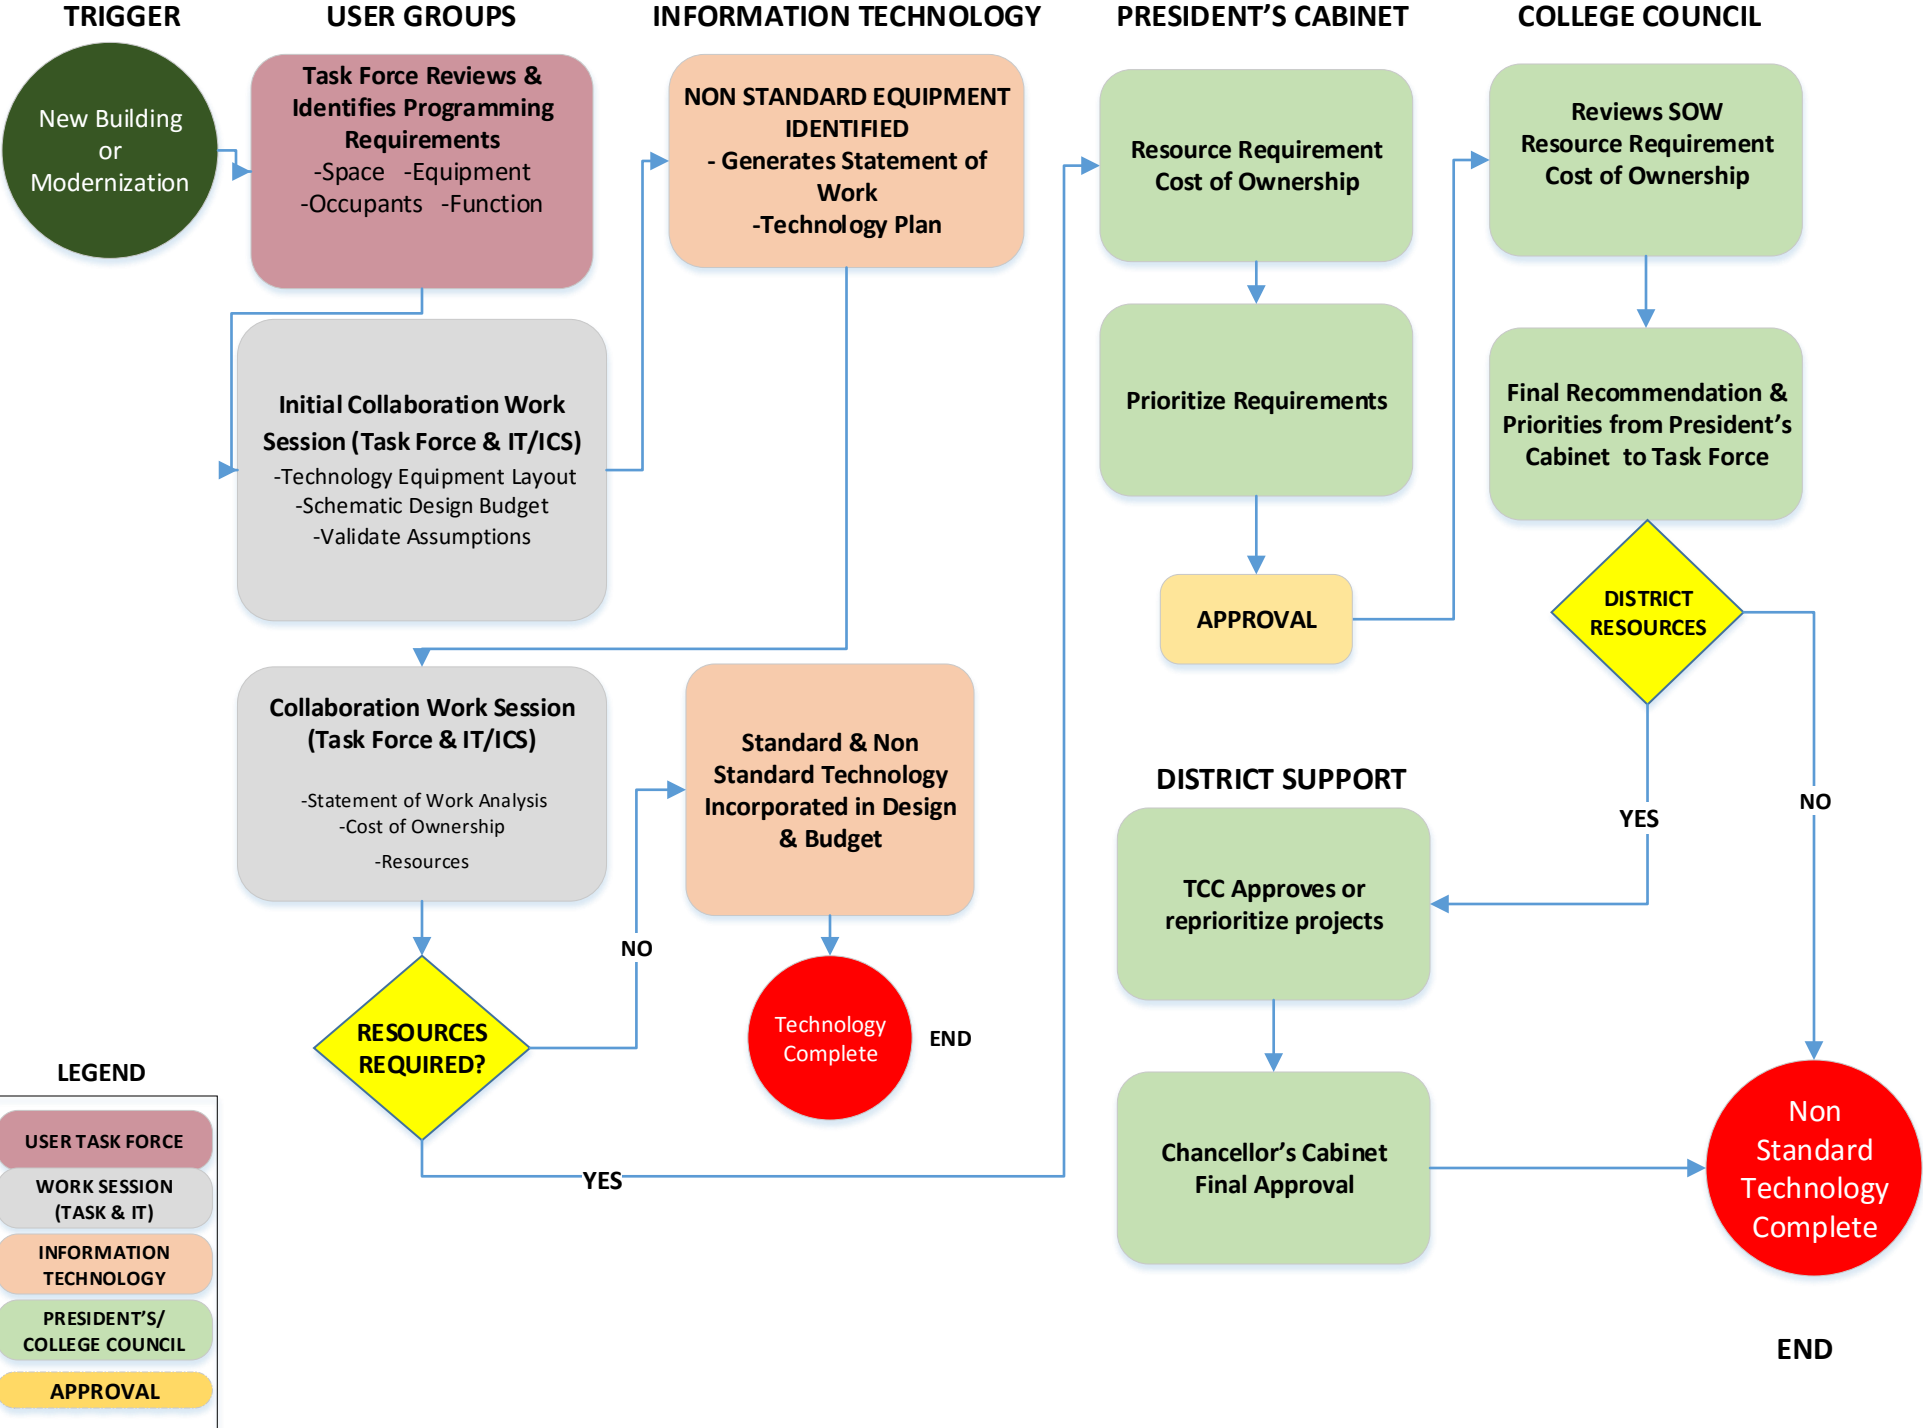 TRIGGER
USER GROUPS
INFORMATION TECHNOLOGY
PRESIDENT’S CABINET
COLLEGE COUNCIL
New Building
or
Modernization
Task Force Reviews &
Identifies Programming
Requirements
-Space -Equipment
-Occupants -Function
NON STANDARD EQUIPMENT
IDENTIFIED
- Generates Statement of
Work
-Technology Plan
Resource Requirement
Cost of Ownership
Reviews SOW
Resource Requirement
Cost of Ownership
Initial Collaboration Work
Session (Task Force & IT/ICS)
-Technology Equipment Layout
-Schematic Design Budget
-Validate Assumptions
Prioritize Requirements
Final Recommendation &
Priorities from President’s
Cabinet to Task Force
APPROVAL
DISTRICT
RESOURCES
Collaboration Work Session
(Task Force & IT/ICS)
-Statement of Work Analysis
-Cost of Ownership
-Resources
Standard & Non
Standard Technology
Incorporated in Design
& Budget
DISTRICT SUPPORT
YES
NO
TCC Approves or
reprioritize projects
NO
RESOURCES
REQUIRED?
Technology
Complete
END
YES
Chancellor’s Cabinet
Final Approval
Non
Standard
Technology
Complete
END
LEGEND
USER TASK FORCE
WORK SESSION
(TASK & IT)
INFORMATION
TECHNOLOGY
PRESIDENT’S/
COLLEGE COUNCIL
APPROVAL